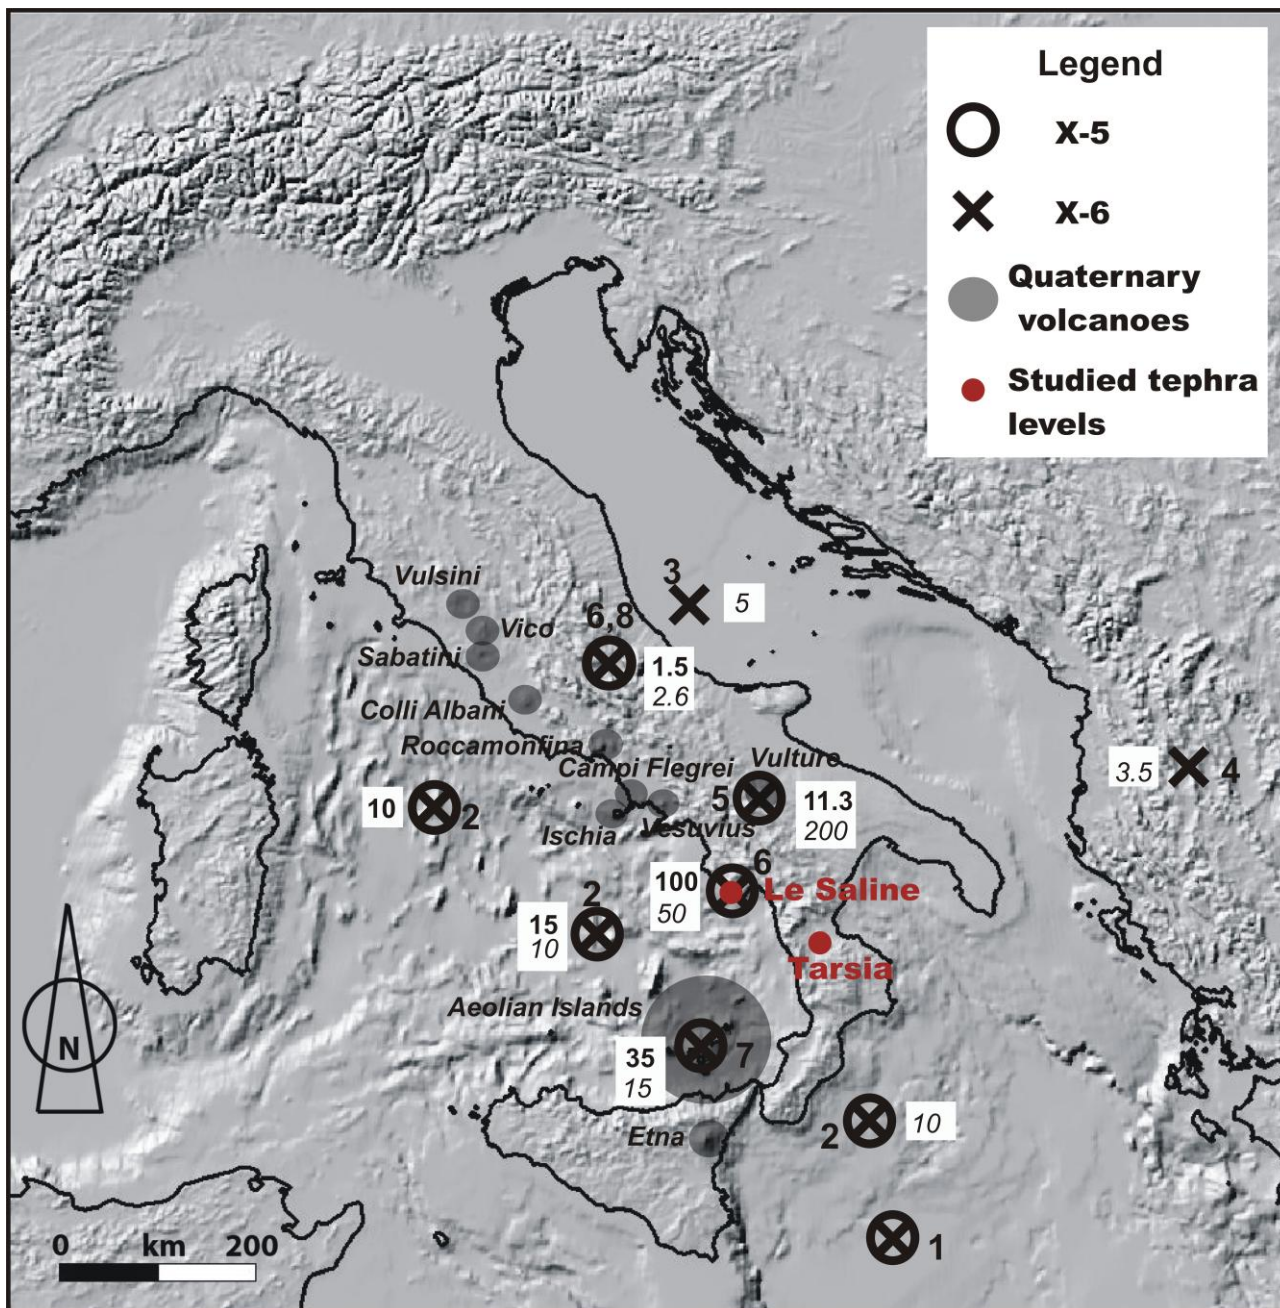 Legend
X-5
X-6
Quaternary
volcanoes
Studied tephra
levels
3
5
Vulsini
6,8
Vico
Sabatini
1.5
2.6
Colli Albani
Roccamonfina
Campi Flegrei
Vulture
3.5
4
10
2
5
11.3
200
Ischia
Vesuvius
6
100
50
Le Saline
2
15
10
Tarsia
Aeolian Islands
N
7
35
15
2
10
Etna
1
0 km 200